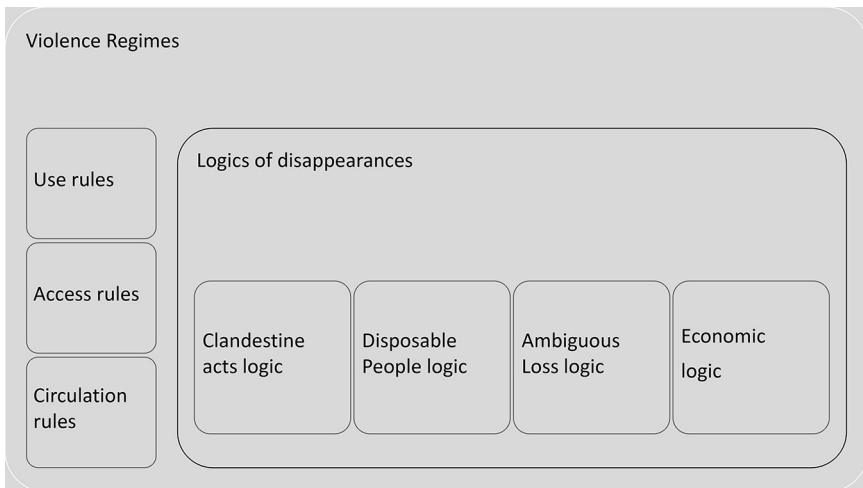 Violence Regimes
Use rules
Access rules
Circulation
rules
Logics of disappearances
Clandestine
acts logic
Disposable
People logic
Ambiguous
Loss logic
Economic
logic